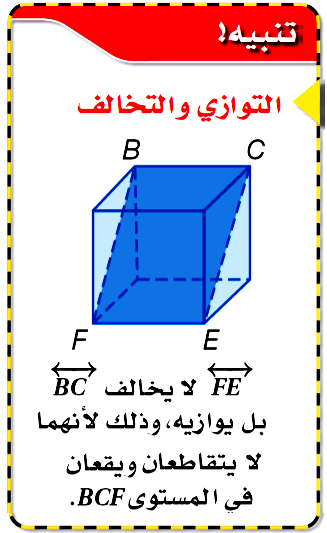 تنبيه!
التوازي والتخالف
B C
F E
FE لا يخالف BC
بل يوازيه، وذلك لأنهما
لا يتقاطعان ويقعان
في المستوى BCF.